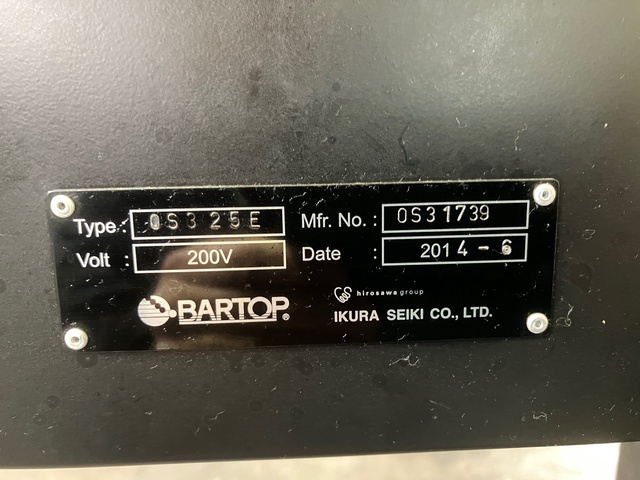 Type : OS325E Mfr. No. : OS31739
Volt : 200V Date : 2014-6
hirosawa group
BARTOP® IKURA SEIKI CO., LTD.